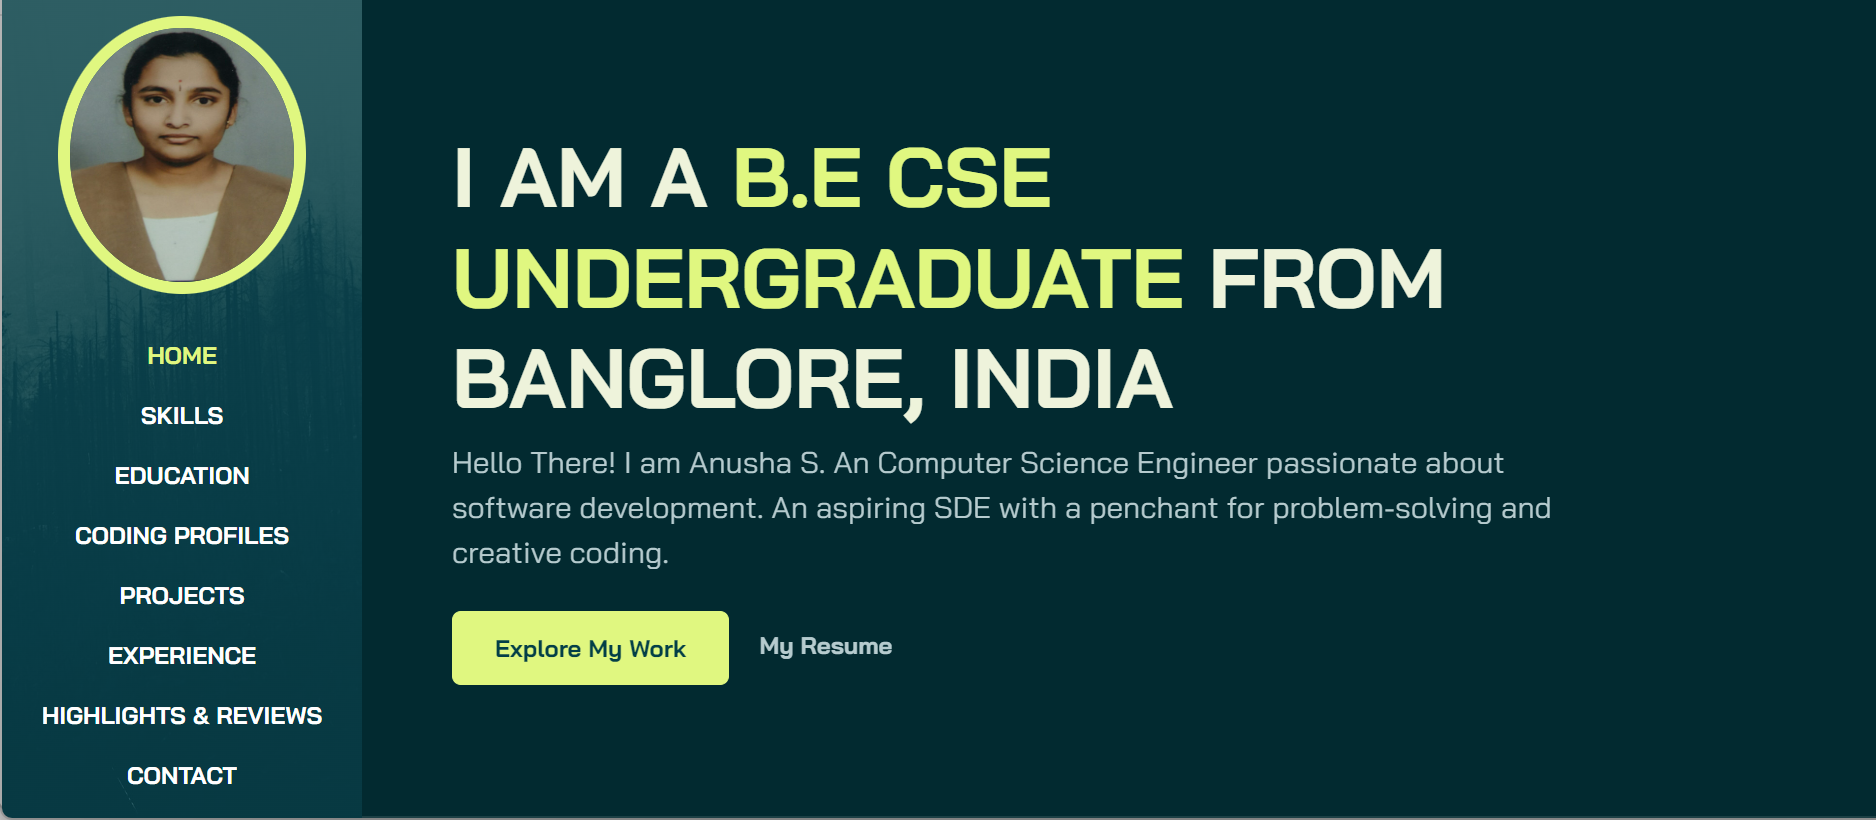 HOME
SKILLS
EDUCATION
CODING PROFILES
PROJECTS
EXPERIENCE
HIGHLIGHTS & REVIEWS
CONTACT
I AM A B.E CSE
UNDERGRADUATE FROM
BANGLORE, INDIA
Hello There! I am Anusha S. An Computer Science Engineer passionate about
software development. An aspiring SDE with a penchant for problem-solving and
creative coding.
Explore My Work
My Resume